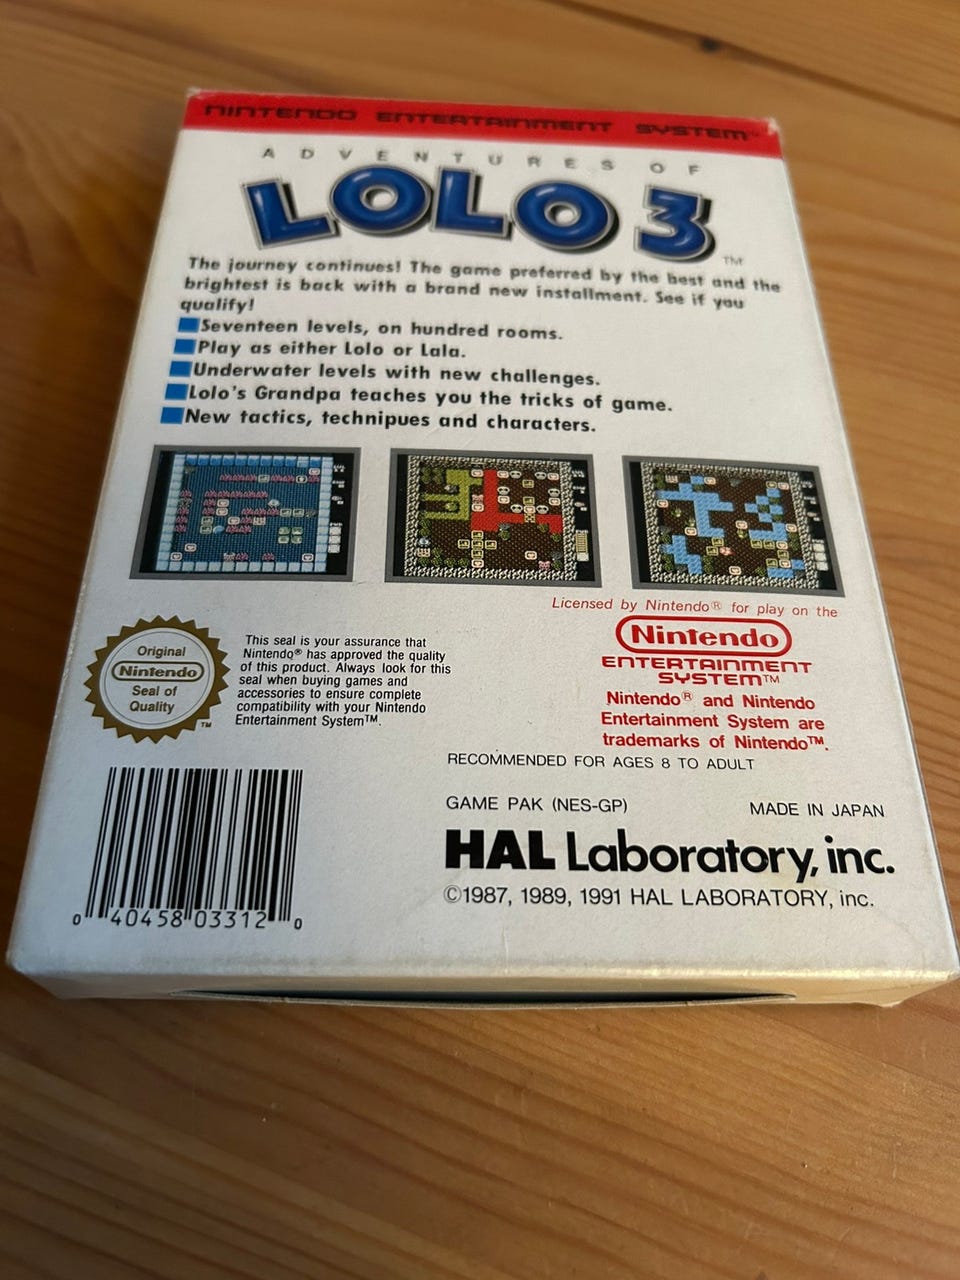 NINTENDO ENTERTAINMENT SYSTEM™
ADVENTURES OF
LOLO 3™
The journey continues! The game preferred by the best and the
brightest is back with a brand new installment. See if you
qualify!
Seventeen levels, on hundred rooms.
Play as either Lolo or Lala.
Underwater levels with new challenges.
Lolo's Grandpa teaches you the tricks of game.
New tactics, technipues and characters.
Licensed by Nintendo® for play on the
Nintendo
ENTERTAINMENT
SYSTEM™
Nintendo® and Nintendo
Entertainment System are
trademarks of Nintendo™.
Original
Nintendo
Seal of
Quality
™
This seal is your assurance that
Nintendo® has approved the quality
of this product. Always look for this
seal when buying games and
accessories to ensure complete
compatibility with your Nintendo
Entertainment System™.
RECOMMENDED FOR AGES 8 TO ADULT
GAME PAK (NES-GP) MADE IN JAPAN
HAL Laboratory, inc.
©1987, 1989, 1991 HAL LABORATORY, inc.
0 40458 03312 0